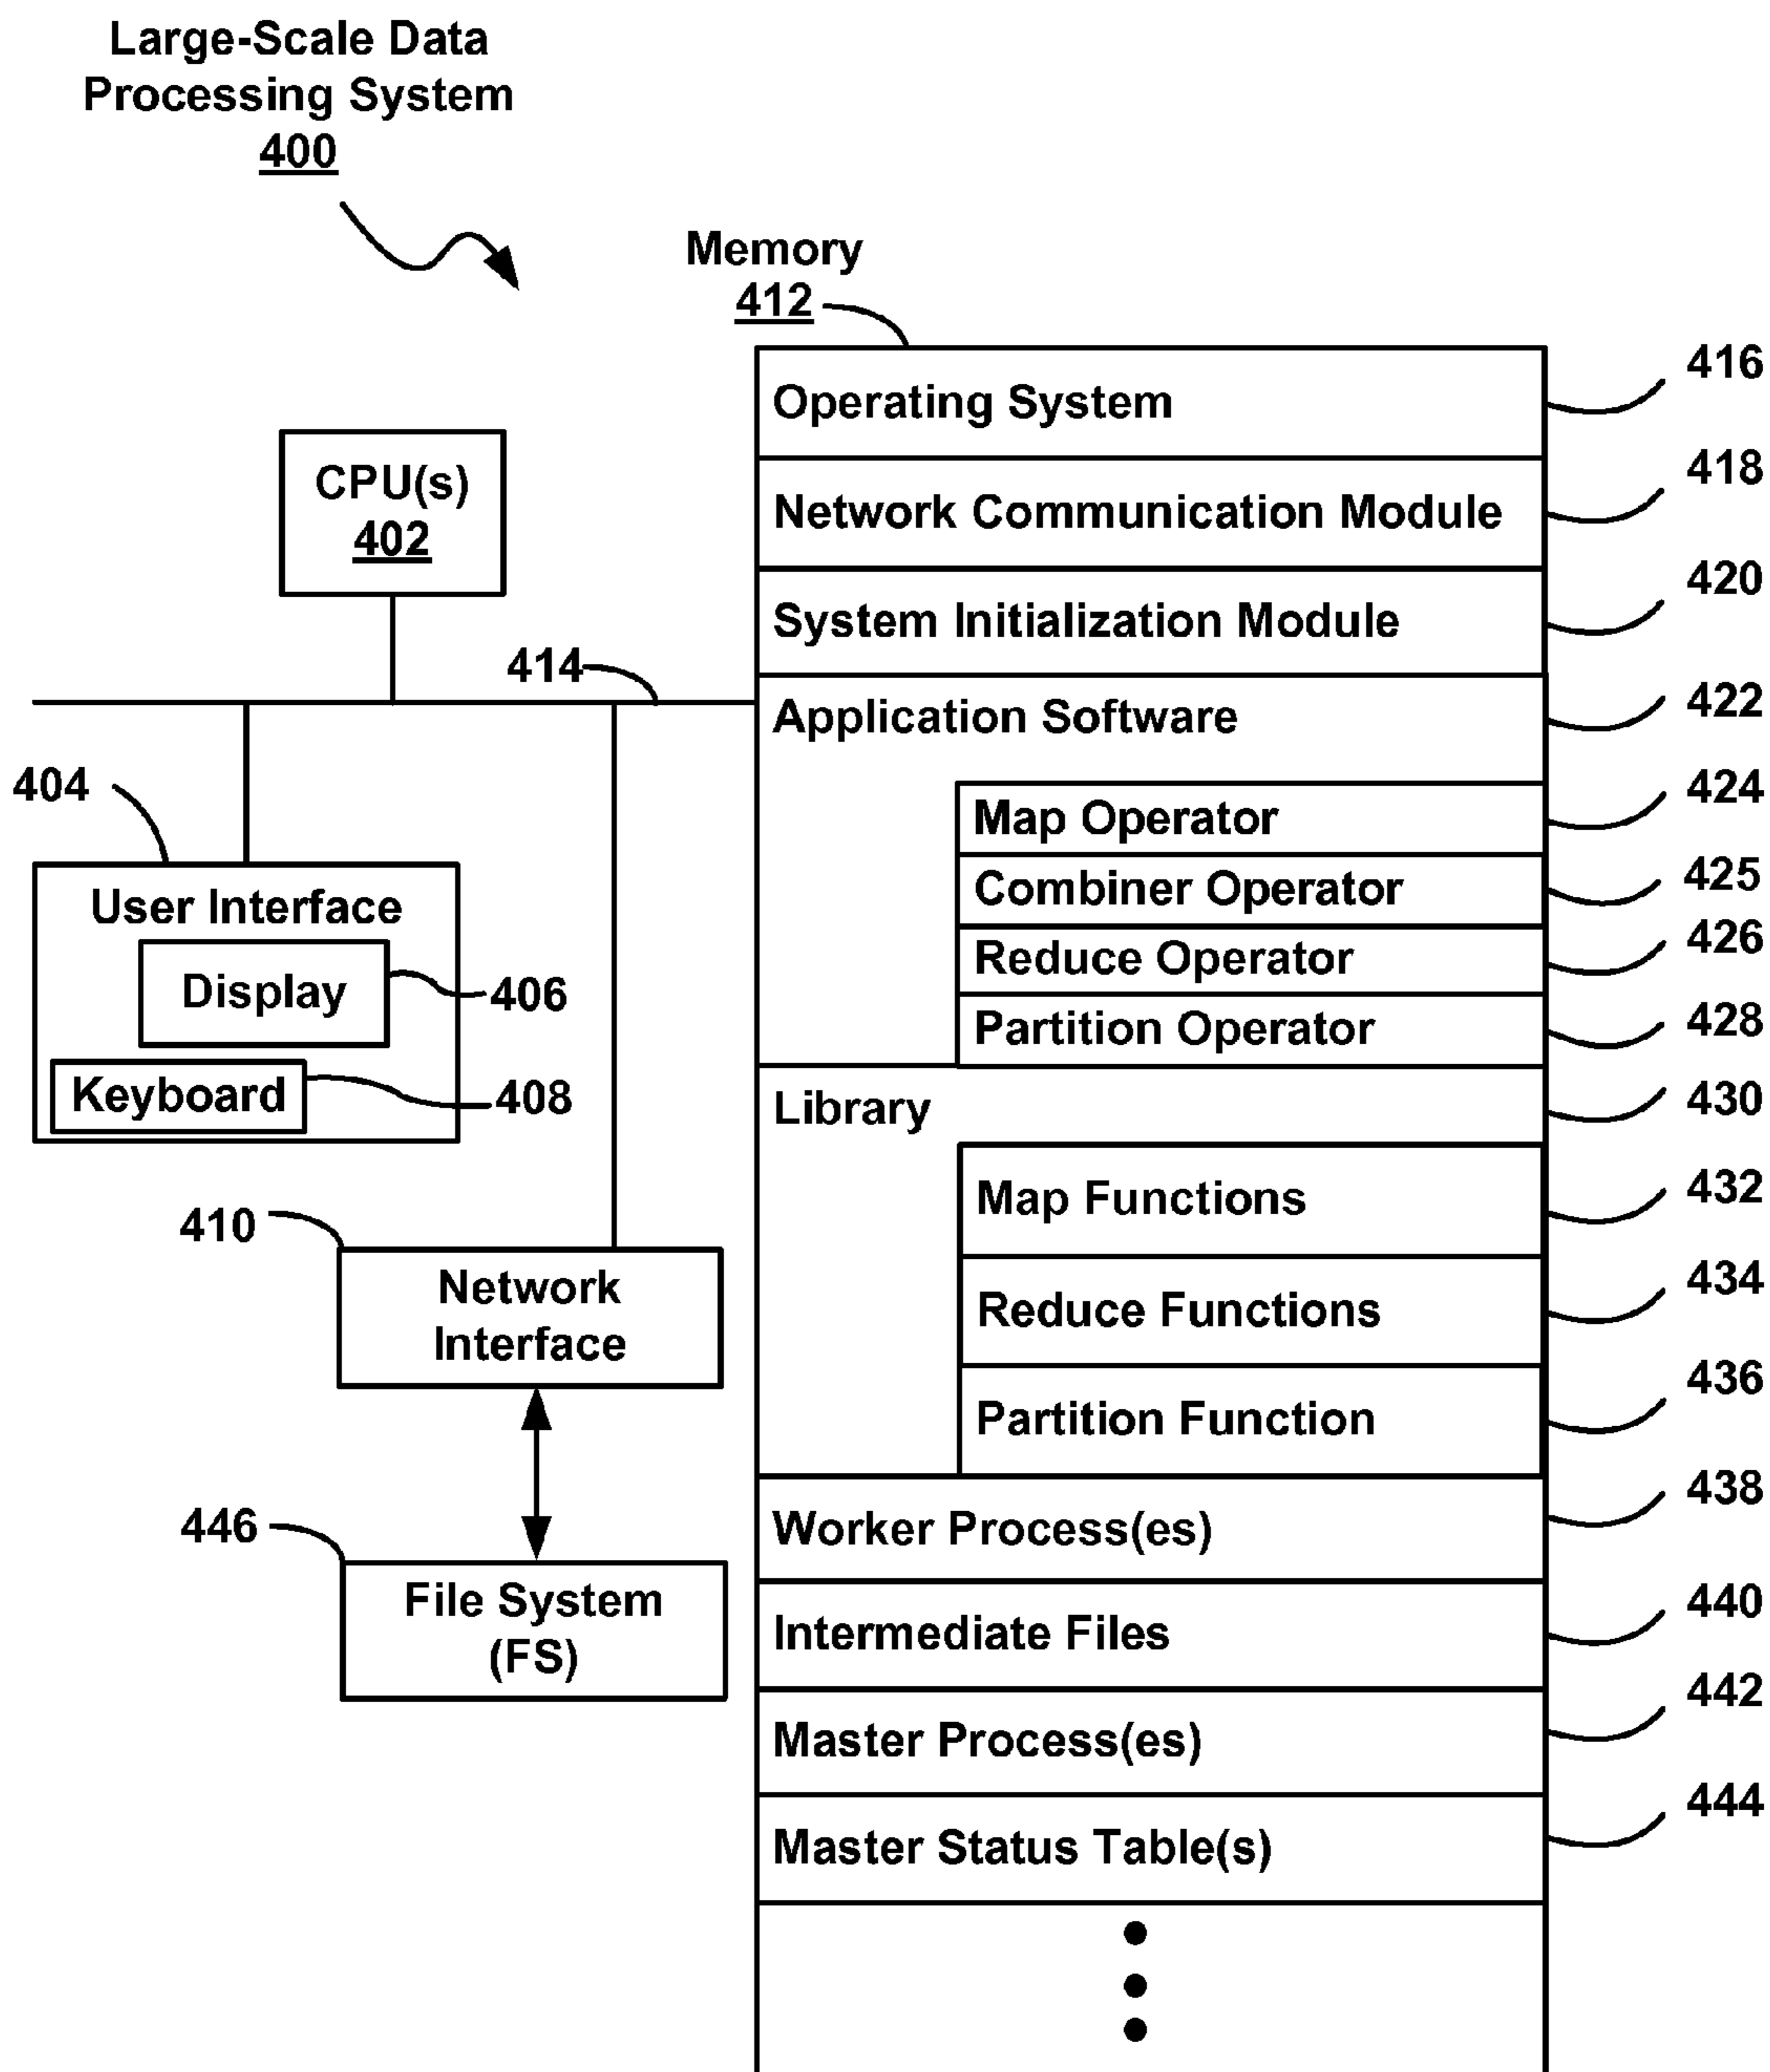 Large-Scale Data
Processing System
400
Memory
412
Operating System
416
Network Communication Module
418
System Initialization Module
420
CPU(s)
402
414
Application Software
422
Map Operator
424
Combiner Operator
425
Reduce Operator
426
Partition Operator
428
404
User Interface
Display
406
Keyboard
408
Library
430
Map Functions
432
Reduce Functions
434
Partition Function
436
410
Network
Interface
446
File System
(FS)
Worker Process(es)
438
Intermediate Files
440
Master Process(es)
442
Master Status Table(s)
444